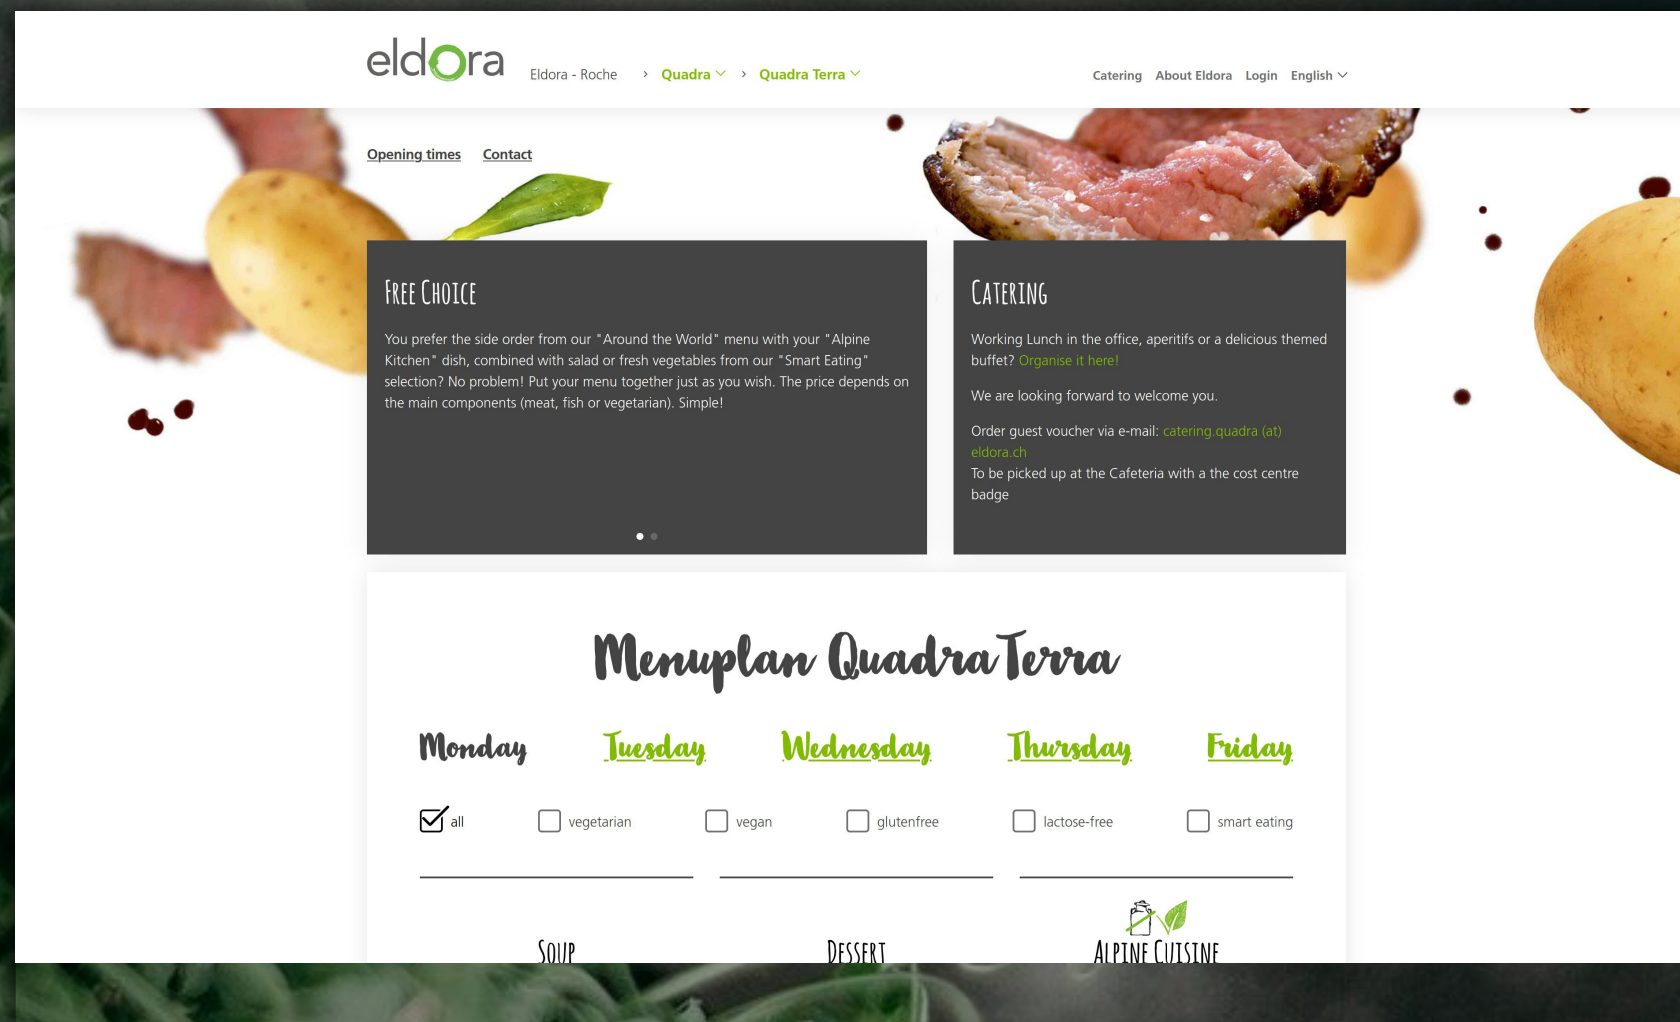 eldora
Eldora - Roche > Quadra > Quadra Terra
Catering About Eldora Login English
Opening times Contact
Free Choice
You prefer the side order from our "Around the World" menu with your "Alpine
Kitchen" dish, combined with salad or fresh vegetables from our "Smart Eating"
selection? No problem! Put your menu together just as you wish. The price depends on
the main components (meat, fish or vegetarian). Simple!
Catering
Working Lunch in the office, aperitifs or a delicious themed
buffet? Organise it here!
We are looking forward to welcome you.
Order guest voucher via e-mail: catering.quadra (at)
eldora.ch
To be picked up at the Cafeteria with a the cost centre
badge
Menuplan Quadra Terra
Monday Tuesday Wednesday Thursday Friday
all vegetarian vegan glutenfree lactose-free smart eating
Soup Dessert Alpine Cuisine